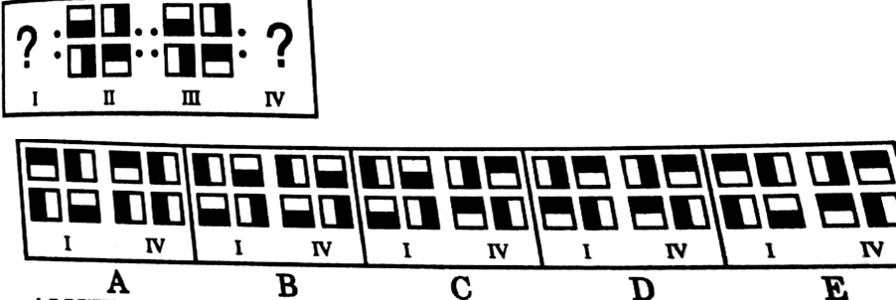 ? : : : : : ?
I II III IV
I IV I IV I IV I IV I IV
A B C D E